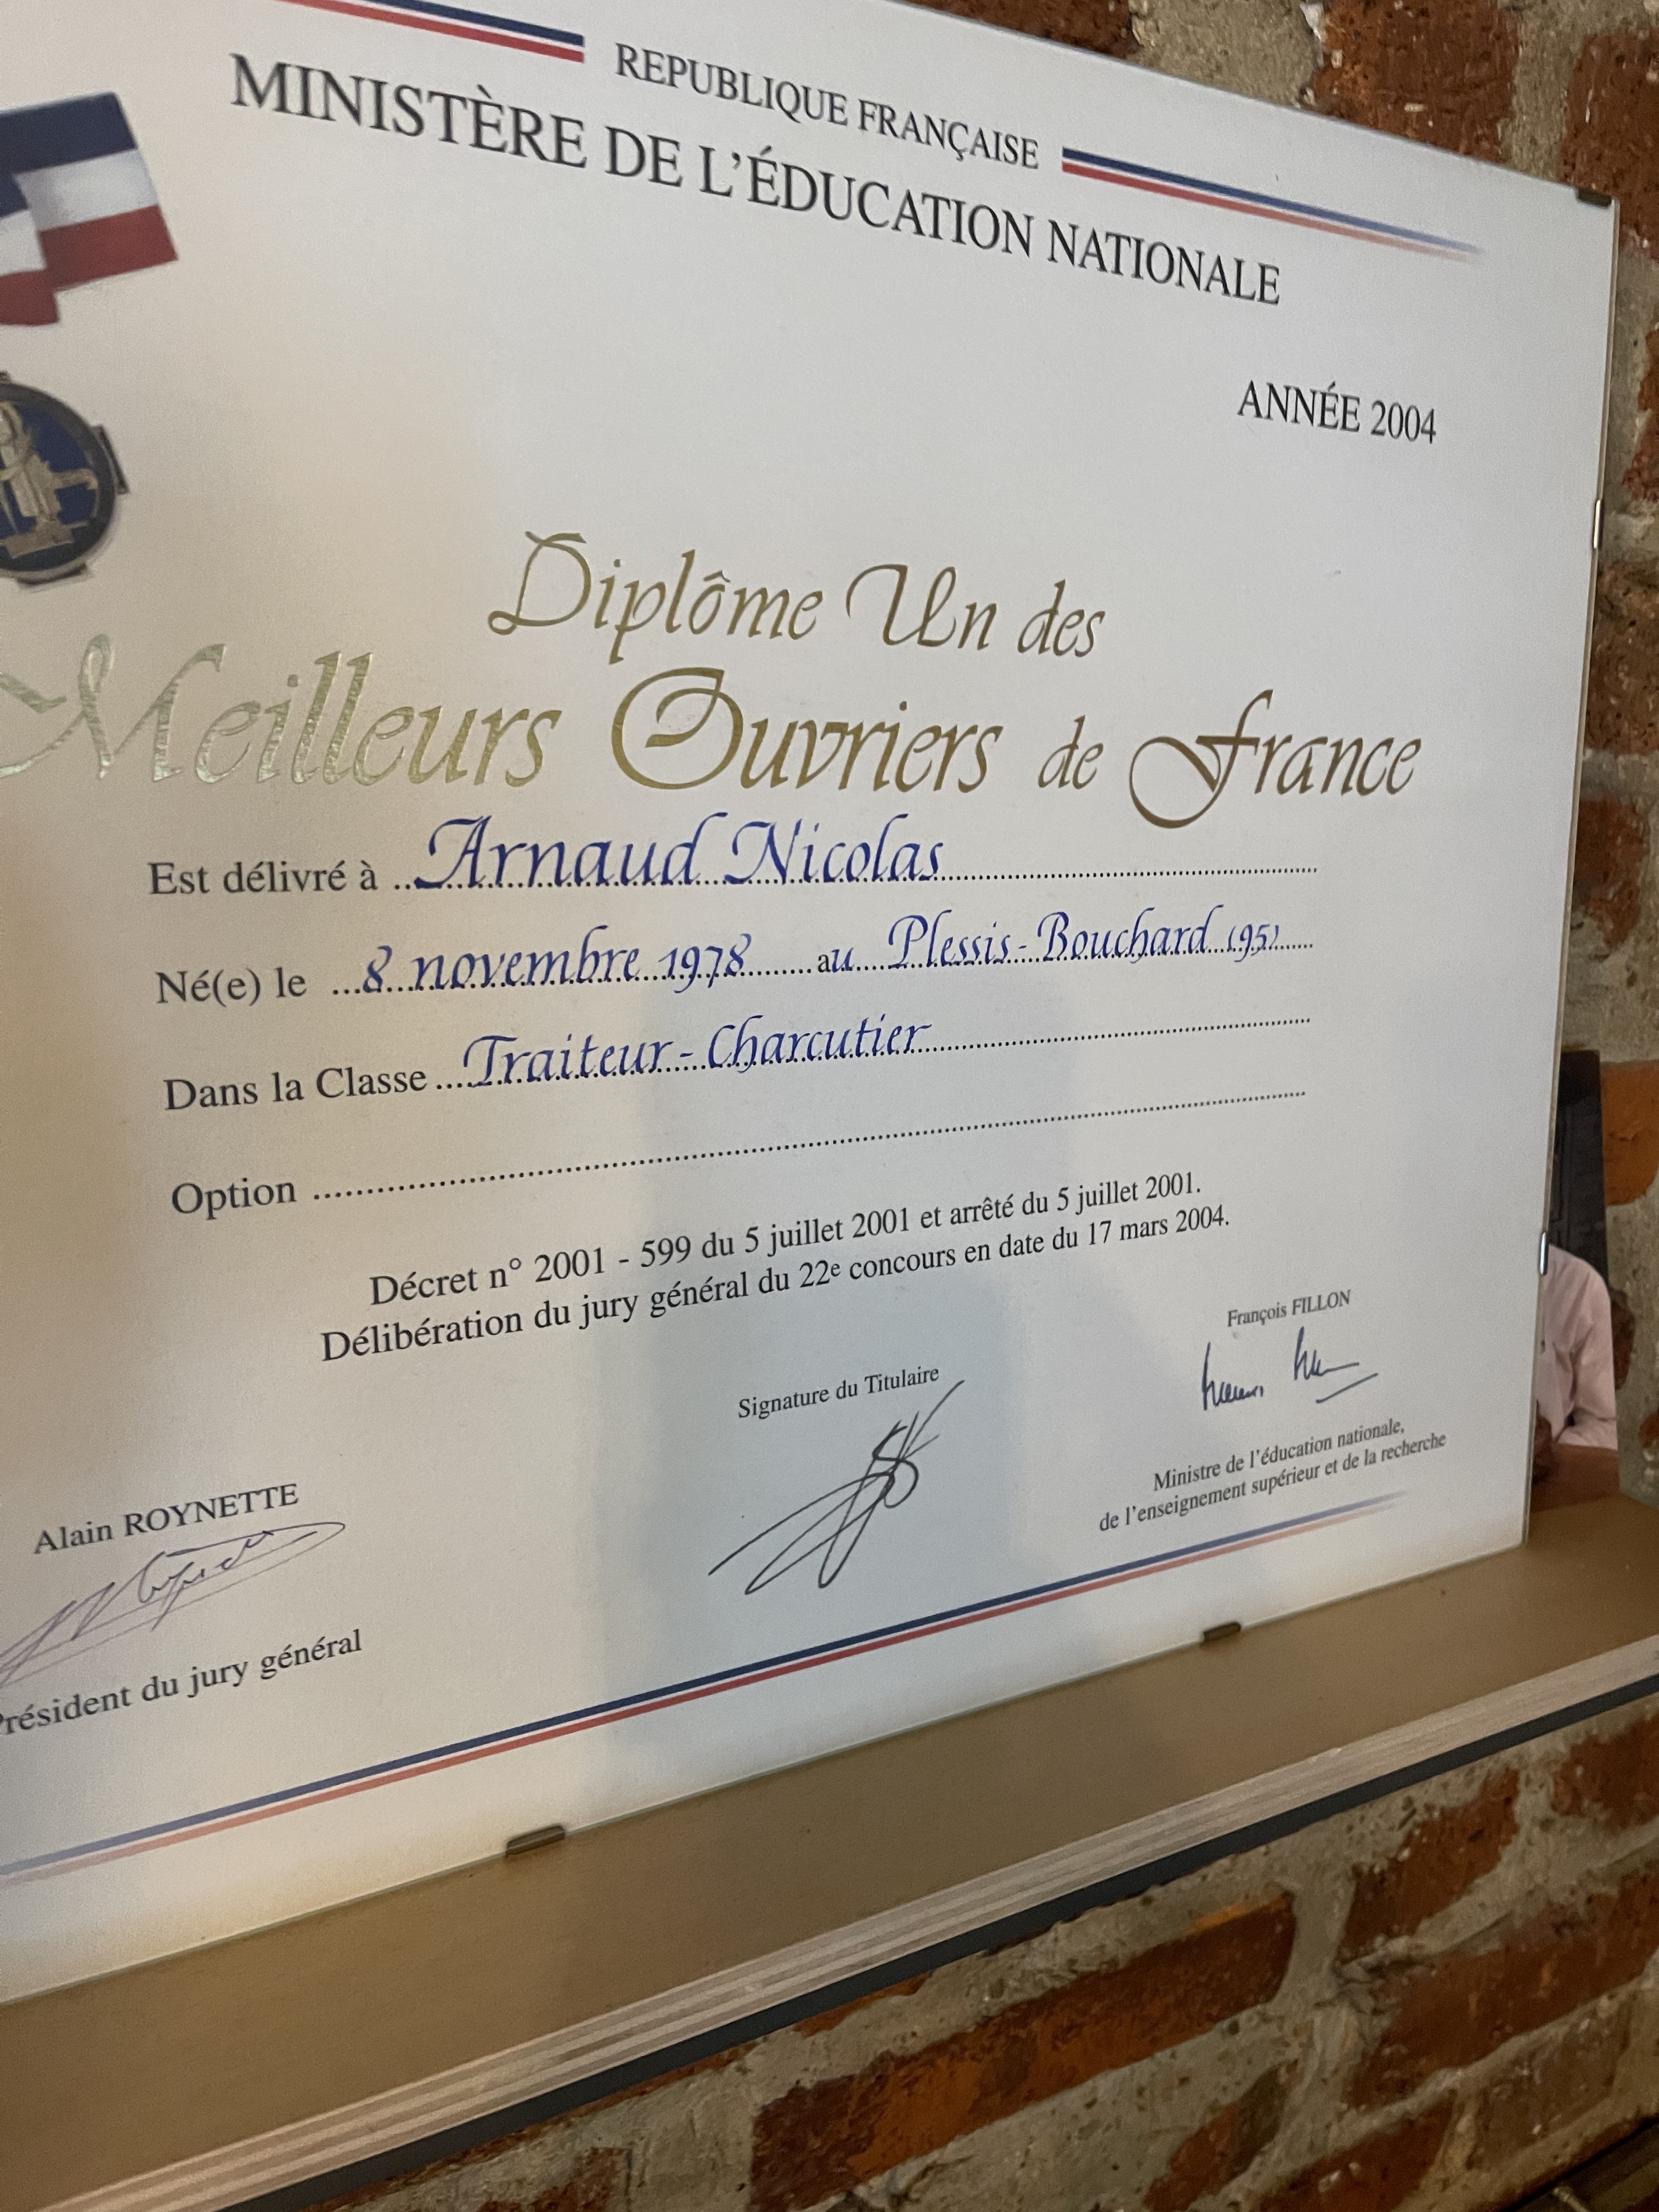 REPUBLIQUE FRANÇAISE
MINISTÈRE DE L'ÉDUCATION NATIONALE
ANNÉE 2004
Diplôme Un des
Meilleurs Ouvriers de France
Est délivré à Arnaud Nicolas
Né(e) le 8 novembre 1978 au Plessis-Bouchard (95)
Dans la Classe Traiteur-Charcutier
Option
Décret n° 2001 - 599 du 5 juillet 2001 et arrêté du 5 juillet 2001.
Délibération du jury général du 22e concours en date du 17 mars 2004.
François FILLON
Signature du Titulaire
Ministre de l'éducation nationale,
de l'enseignement supérieur et de la recherche
Alain ROYNETTE
Président du jury général